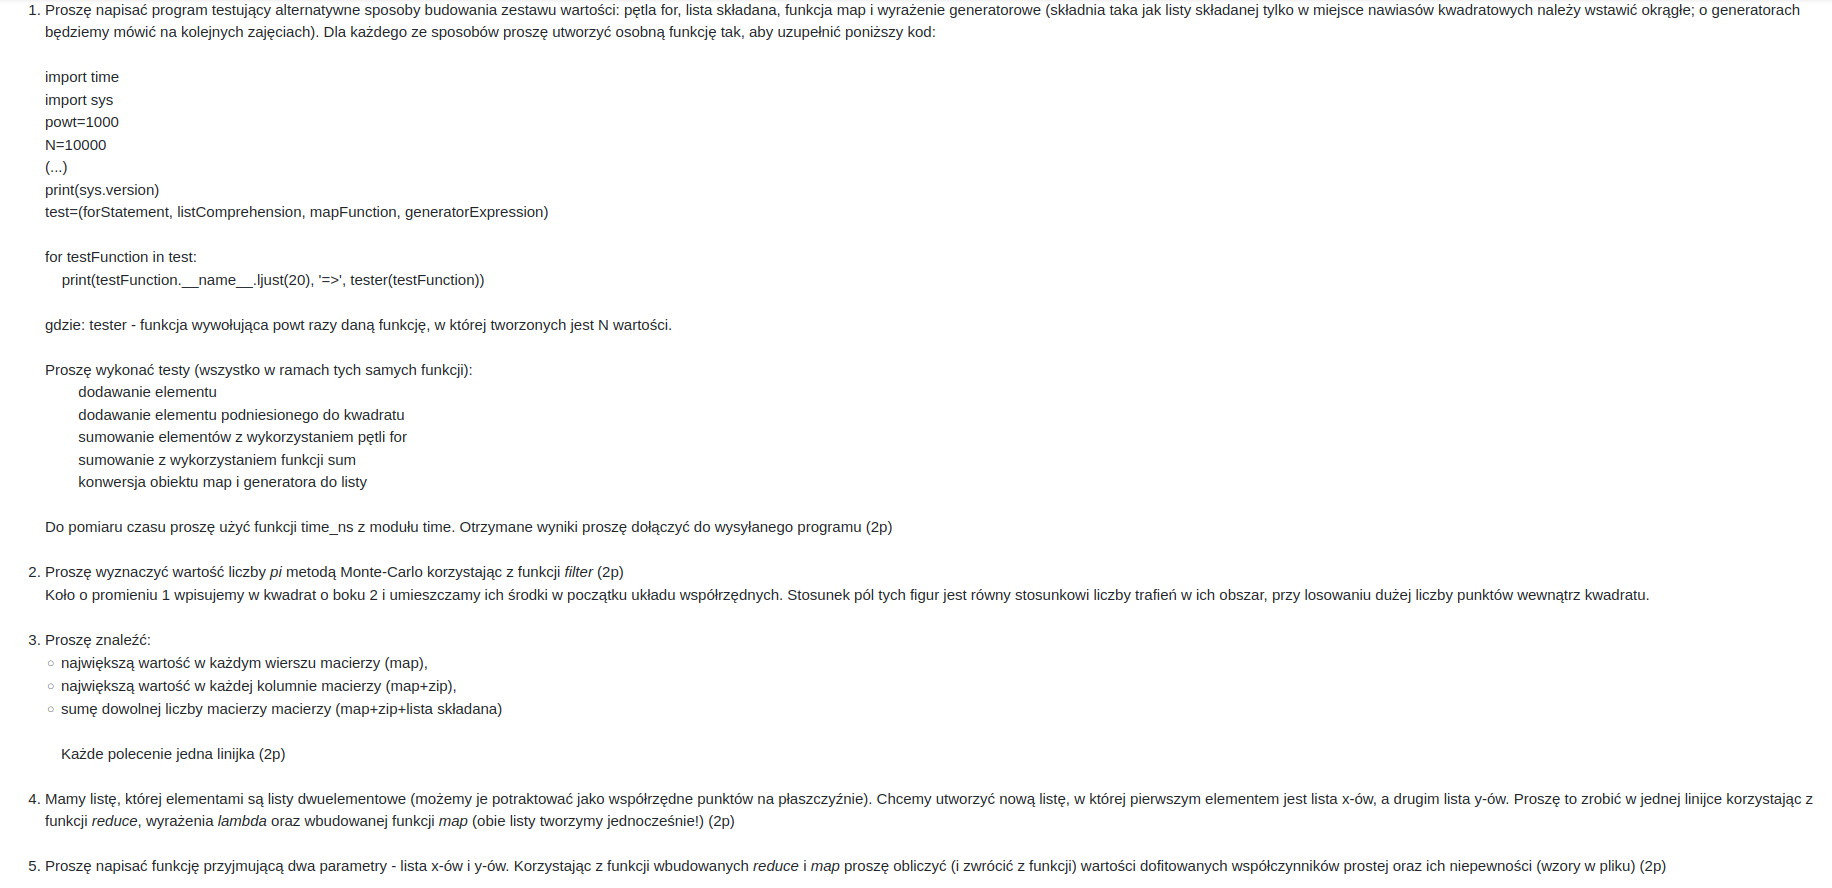 1. Proszę napisać program testujący alternatywne sposoby budowania zestawu wartości: pętla for, lista składana, funkcja map i wyrażenie generatorowe (składnia taka jak listy składanej tylko w miejsce nawiasów kwadratowych należy wstawić okrągłe; o generatorach
będziemy mówić na kolejnych zajęciach). Dla każdego ze sposobów proszę utworzyć osobną funkcję tak, aby uzupełnić poniższy kod:
import time
import sys
powt=1000
N=10000
(...)
print(sys.version)
test=(forStatement, listComprehension, mapFunction, generatorExpression)
for testFunction in test:
print(testFunction.__name__.ljust(20), '=>', tester(testFunction))
gdzie: tester - funkcja wywołująca powt razy daną funkcję, w której tworzonych jest N wartości.
Proszę wykonać testy (wszystko w ramach tych samych funkcji):
dodawanie elementu
dodawanie elementu podniesionego do kwadratu
sumowanie elementów z wykorzystaniem pętli for
sumowanie z wykorzystaniem funkcji sum
konwersja obiektu map i generatora do listy
Do pomiaru czasu proszę użyć funkcji time_ns z modułu time. Otrzymane wyniki proszę dołączyć do wysyłanego programu (2p)
2. Proszę wyznaczyć wartość liczby pi metodą Monte-Carlo korzystając z funkcji filter (2p)
Koło o promieniu 1 wpisujemy w kwadrat o boku 2 i umieszczamy ich środki w początku układu współrzędnych. Stosunek pól tych figur jest równy stosunkowi liczby trafień w ich obszar, przy losowaniu dużej liczby punktów wewnątrz kwadratu.
3. Proszę znaleźć:
○ największą wartość w każdym wierszu macierzy (map),
○ największą wartość w każdej kolumnie macierzy (map+zip),
○ sumę dowolnej liczby macierzy macierzy (map+zip+lista składana)
Każde polecenie jedna linijka (2p)
4. Mamy listę, której elementami są listy dwuelementowe (możemy je potraktować jako współrzędne punktów na płaszczyźnie). Chcemy utworzyć nową listę, w której pierwszym elementem jest lista x-ów, a drugim lista y-ów. Proszę to zrobić w jednej linijce korzystając z
funkcji reduce, wyrażenia lambda oraz wbudowanej funkcji map (obie listy tworzymy jednocześnie!) (2p)
5. Proszę napisać funkcję przyjmującą dwa parametry - lista x-ów i y-ów. Korzystając z funkcji wbudowanych reduce i map proszę obliczyć (i zwrócić z funkcji) wartości dofitowanych współczynników prostej oraz ich niepewności (wzory w pliku) (2p)